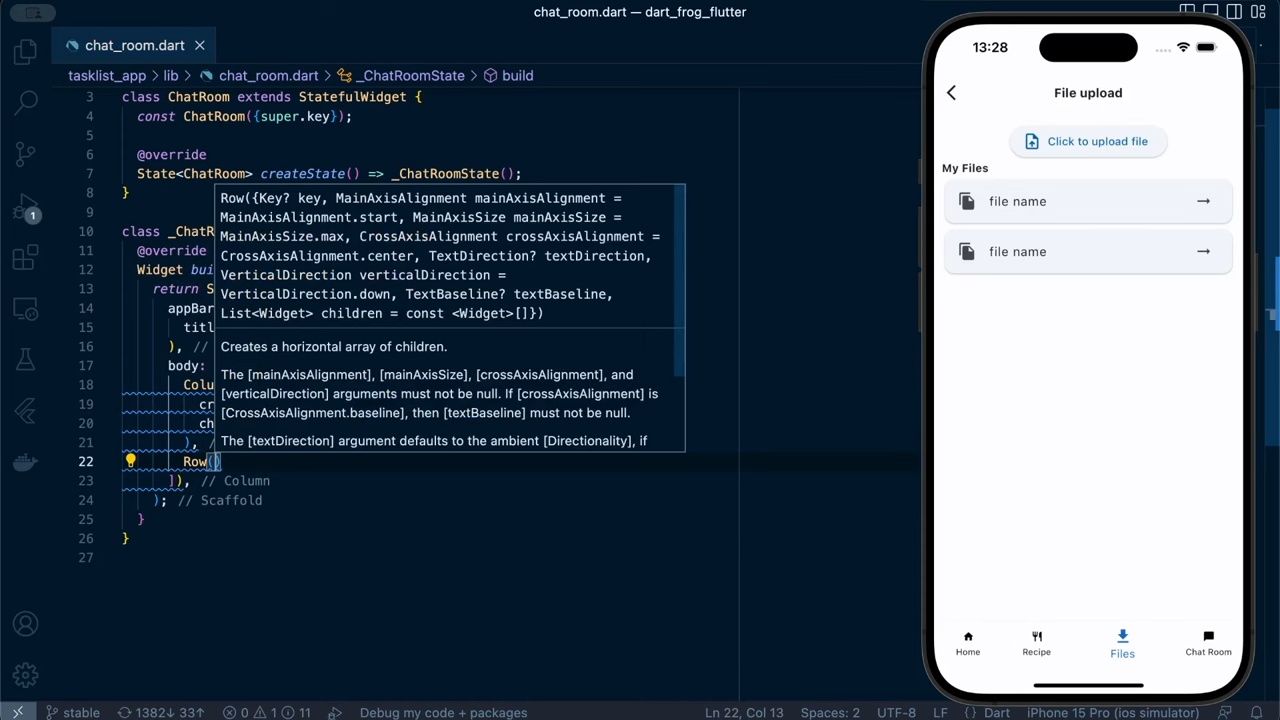 chat_room.dart — dart_frog_flutter
chat_room.dart
tasklist_app › lib › chat_room.dart › _ChatRoomState › build
3 class ChatRoom extends StatefulWidget {
4 const ChatRoom({super.key});
5
6 @override
7 State<ChatRoom> createState() => _ChatRoomState();
8 }
9
10 class _ChatR
11 @override
12 Widget bui
13 return S
14 appBar
15 titl
16 ), //
17 body:
18 Colu
19 cr
20 ch
21 ), /
22 Row()
23 ]), // Column
24 ); // Scaffold
25 }
26 }
27
Row({Key? key, MainAxisAlignment mainAxisAlignment =
MainAxisAlignment.start, MainAxisSize mainAxisSize =
MainAxisSize.max, CrossAxisAlignment crossAxisAlignment =
CrossAxisAlignment.center, TextDirection? textDirection,
VerticalDirection verticalDirection =
VerticalDirection.down, TextBaseline? textBaseline,
List<Widget> children = const <Widget>[]})
Creates a horizontal array of children.
The [mainAxisAlignment], [mainAxisSize], [crossAxisAlignment], and
[verticalDirection] arguments must not be null. If [crossAxisAlignment] is
[CrossAxisAlignment.baseline], then [textBaseline] must not be null.
The [textDirection] argument defaults to the ambient [Directionality], if
1
13:28
File upload
Click to upload file
My Files
file name
file name
Home Recipe Files Chat Room
stable 1382↓ 33↑ 0 1 11 Debug my code + packages Ln 22, Col 13 Spaces: 2 UTF-8 LF {} Dart iPhone 15 Pro (ios simulator)